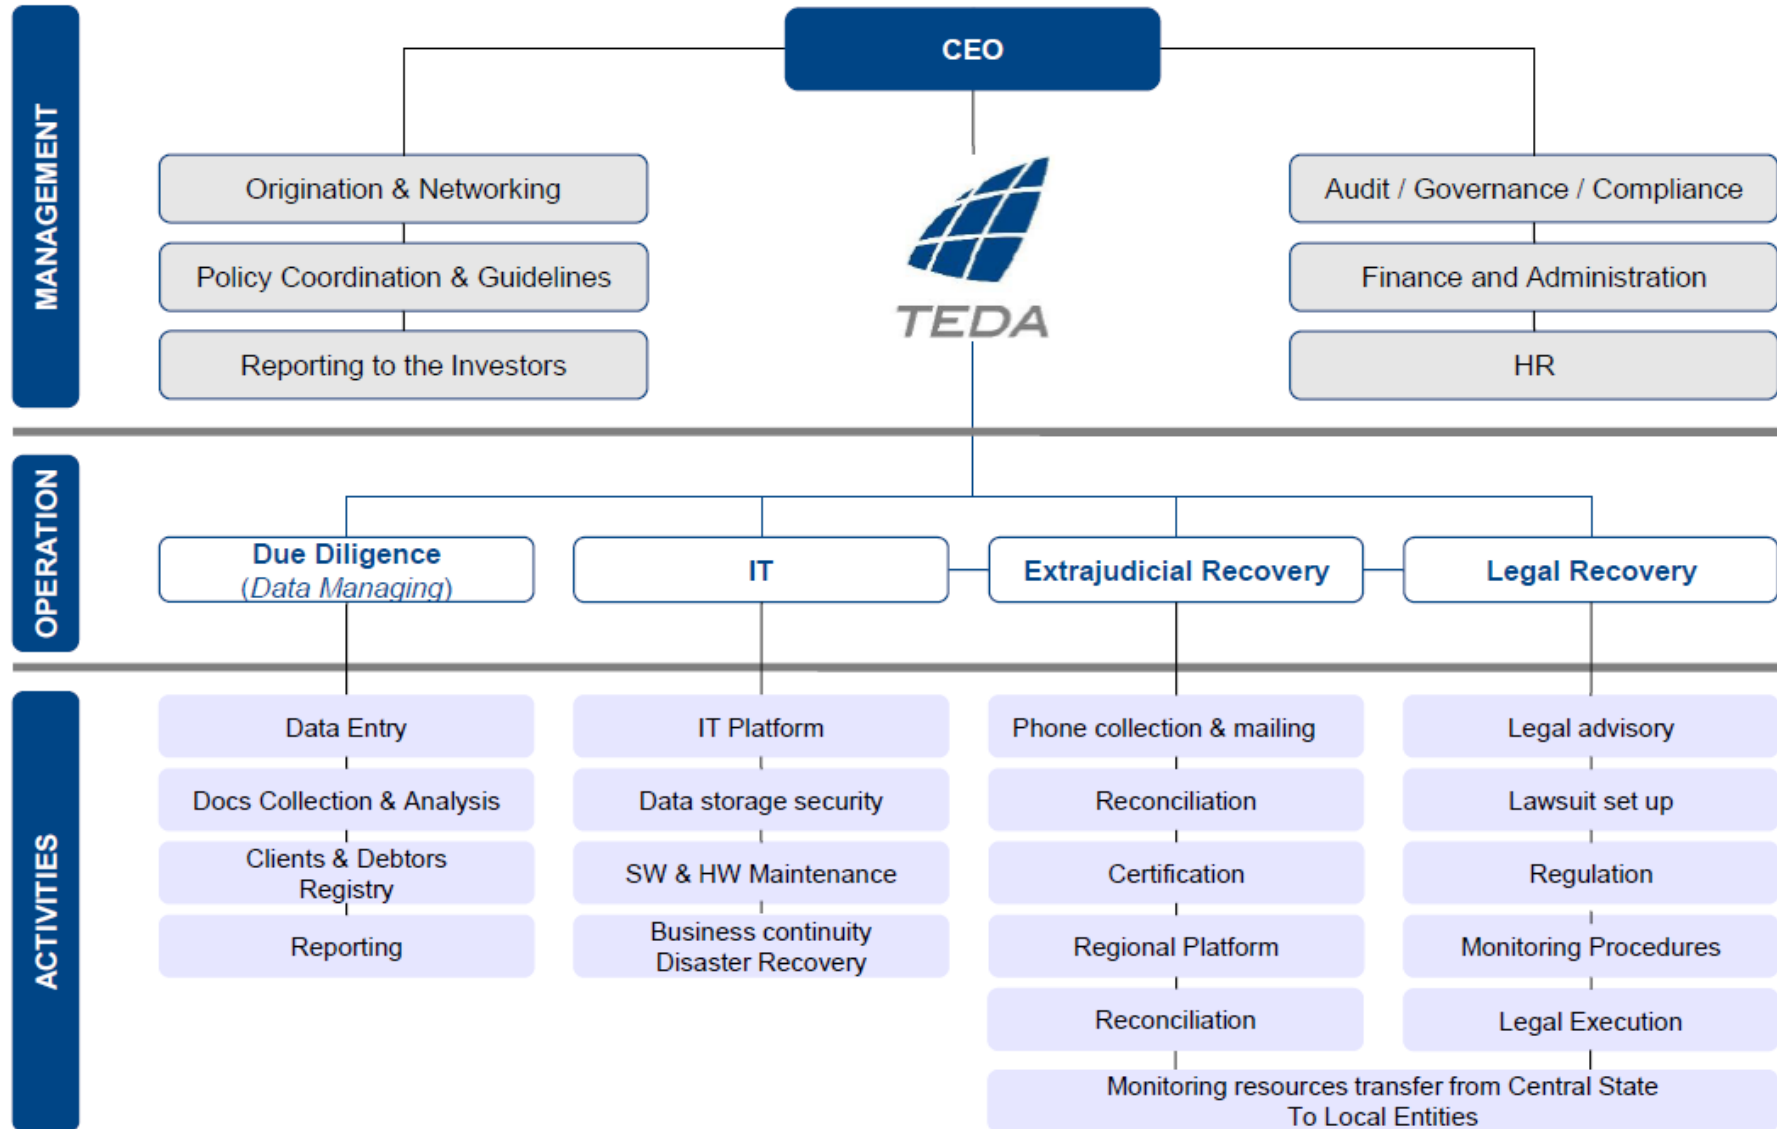 MANAGEMENT
CEO
Origination & Networking
Policy Coordination & Guidelines
Reporting to the Investors
TEDA
Audit / Governance / Compliance
Finance and Administration
HR
OPERATION
Due Diligence
(Data Managing)
IT
Extrajudicial Recovery
Legal Recovery
ACTIVITIES
Data Entry
Docs Collection & Analysis
Clients & Debtors
Registry
Reporting
IT Platform
Data storage security
SW & HW Maintenance
Business continuity
Disaster Recovery
Phone collection & mailing
Reconciliation
Certification
Regional Platform
Reconciliation
Legal advisory
Lawsuit set up
Regulation
Monitoring Procedures
Legal Execution
Monitoring resources transfer from Central State
To Local Entities